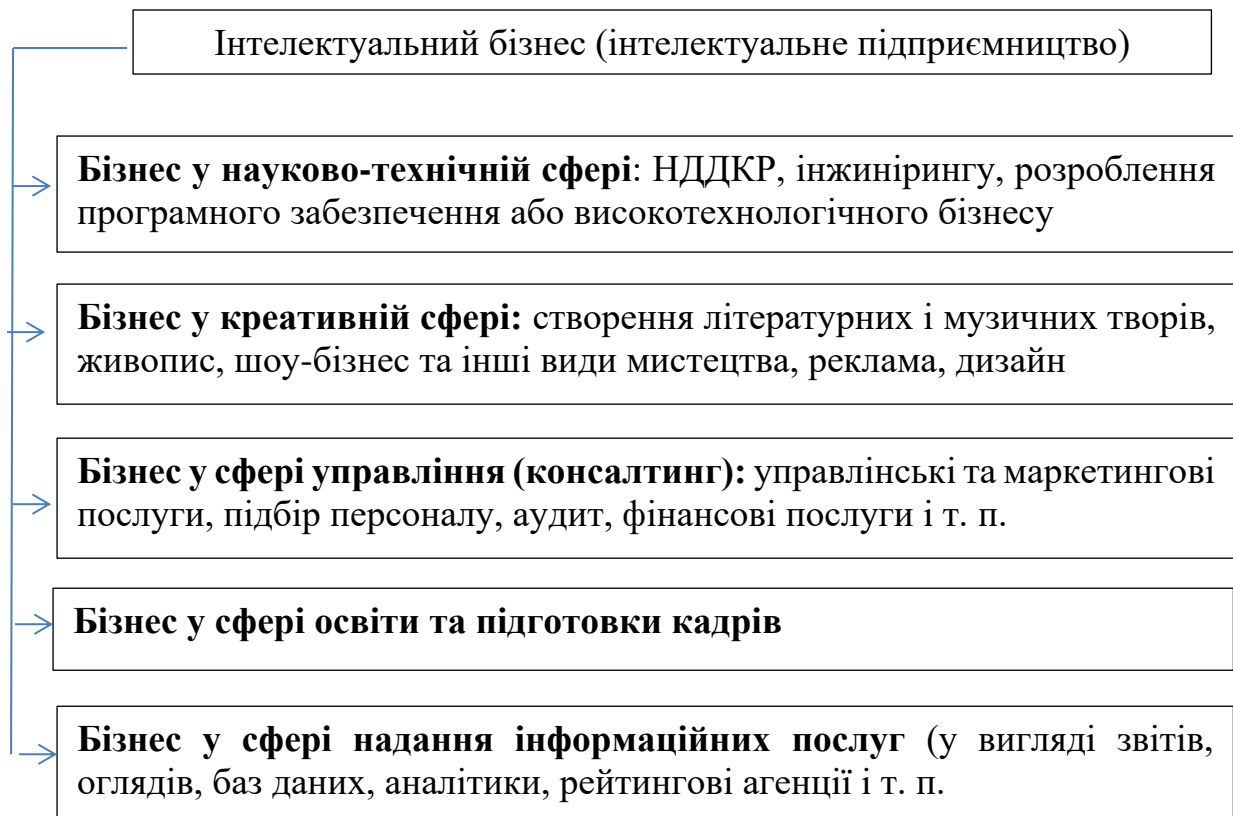 Інтелектуальний бізнес (інтелектуальне підприємництво)
Бізнес у науково-технічній сфері: НДДКР, інжинірингу, розроблення
програмного забезпечення або високотехнологічного бізнесу
Бізнес у креативній сфері: створення літературних і музичних творів,
живопис, шоу-бізнес та інші види мистецтва, реклама, дизайн
Бізнес у сфері управління (консалтинг): управлінські та маркетингові
послуги, підбір персоналу, аудит, фінансові послуги і т. п.
Бізнес у сфері освіти та підготовки кадрів
Бізнес у сфері надання інформаційних послуг (у вигляді звітів,
оглядів, баз даних, аналітики, рейтингові агенції і т. п.